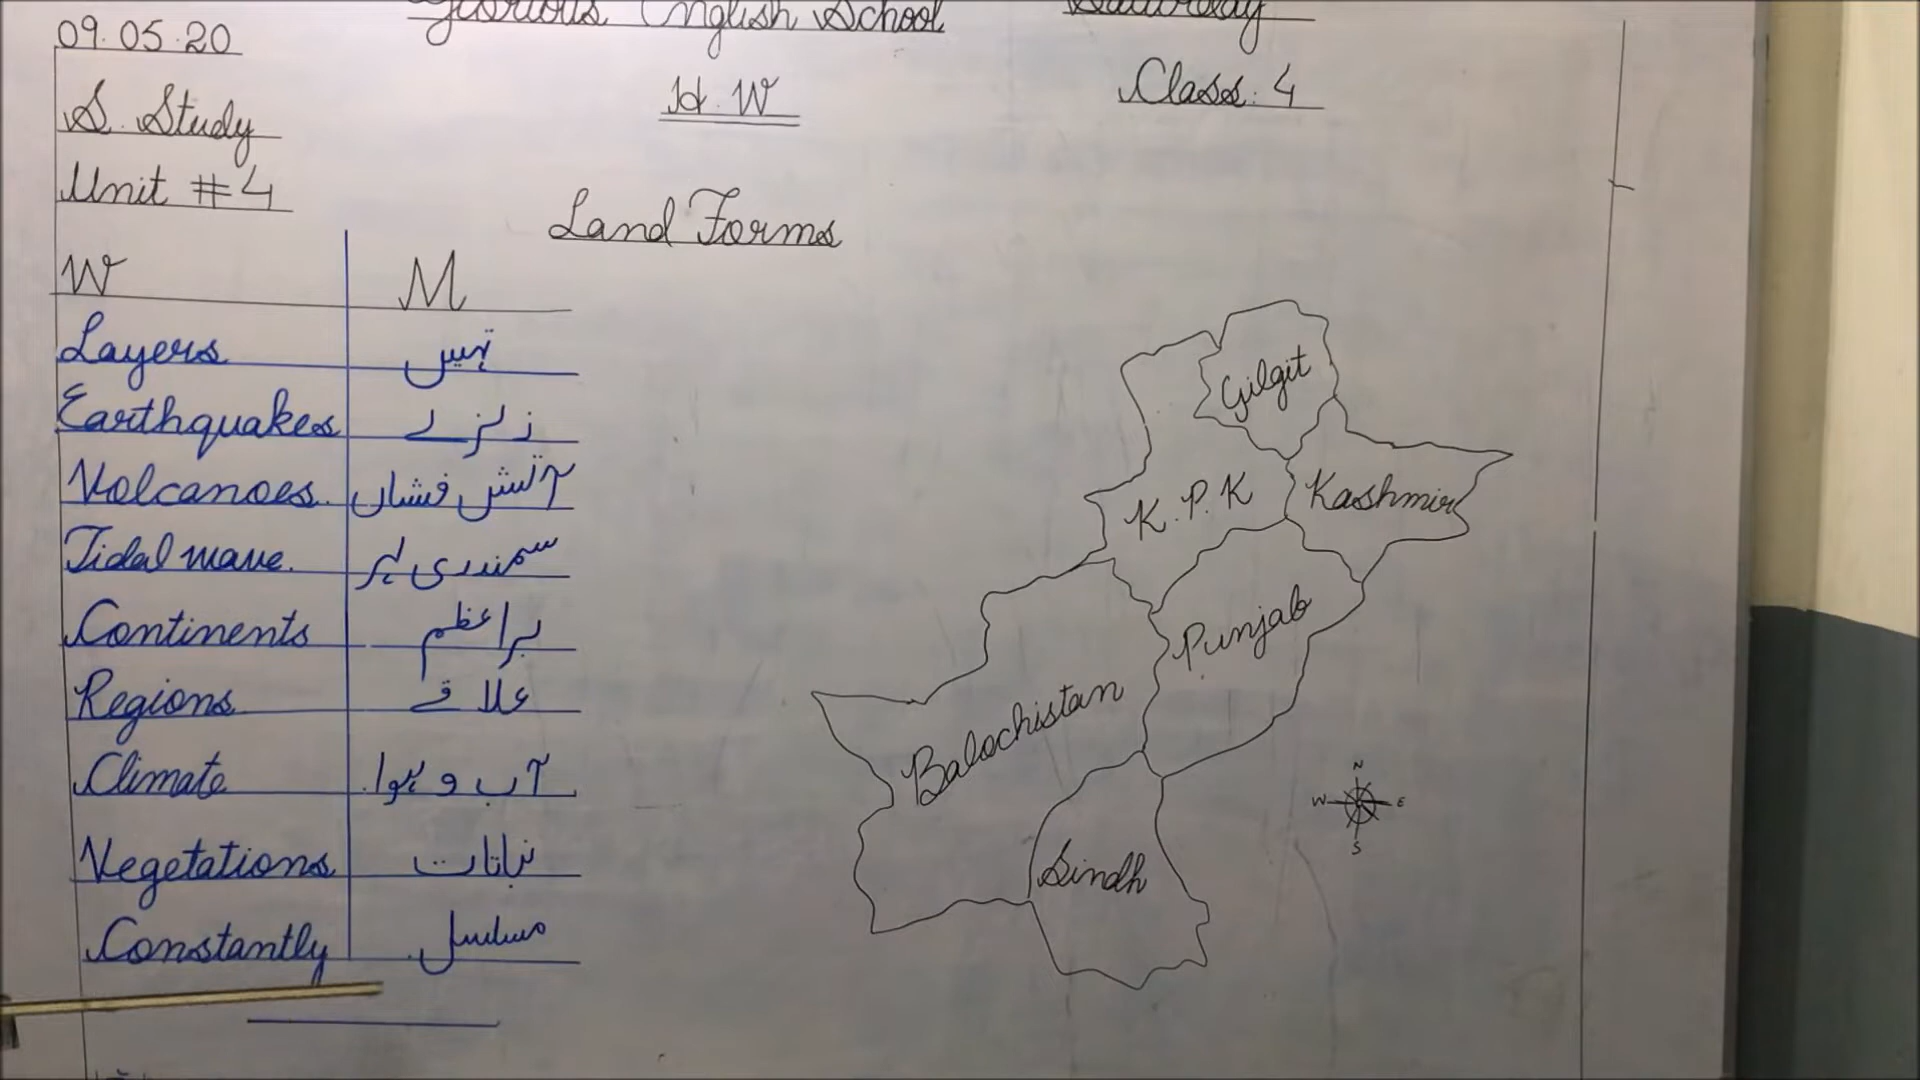 Glorious English School Saturday
09.05.20
H.W Class: 4
S. Study
Unit #4
Land Forms
W M
Layers تہیں
Earthquakes زلزلے
Volcanoes آتش فشاں
Tidal wave. سمندری لہر
Continents براعظم
Regions علاقے
Climate آب و ہوا
Vegetations نباتات
Constantly مسلسل
Gilgit
K.P.K
Kashmir
Punjab
Balochistan
Sindh
N
W E
S